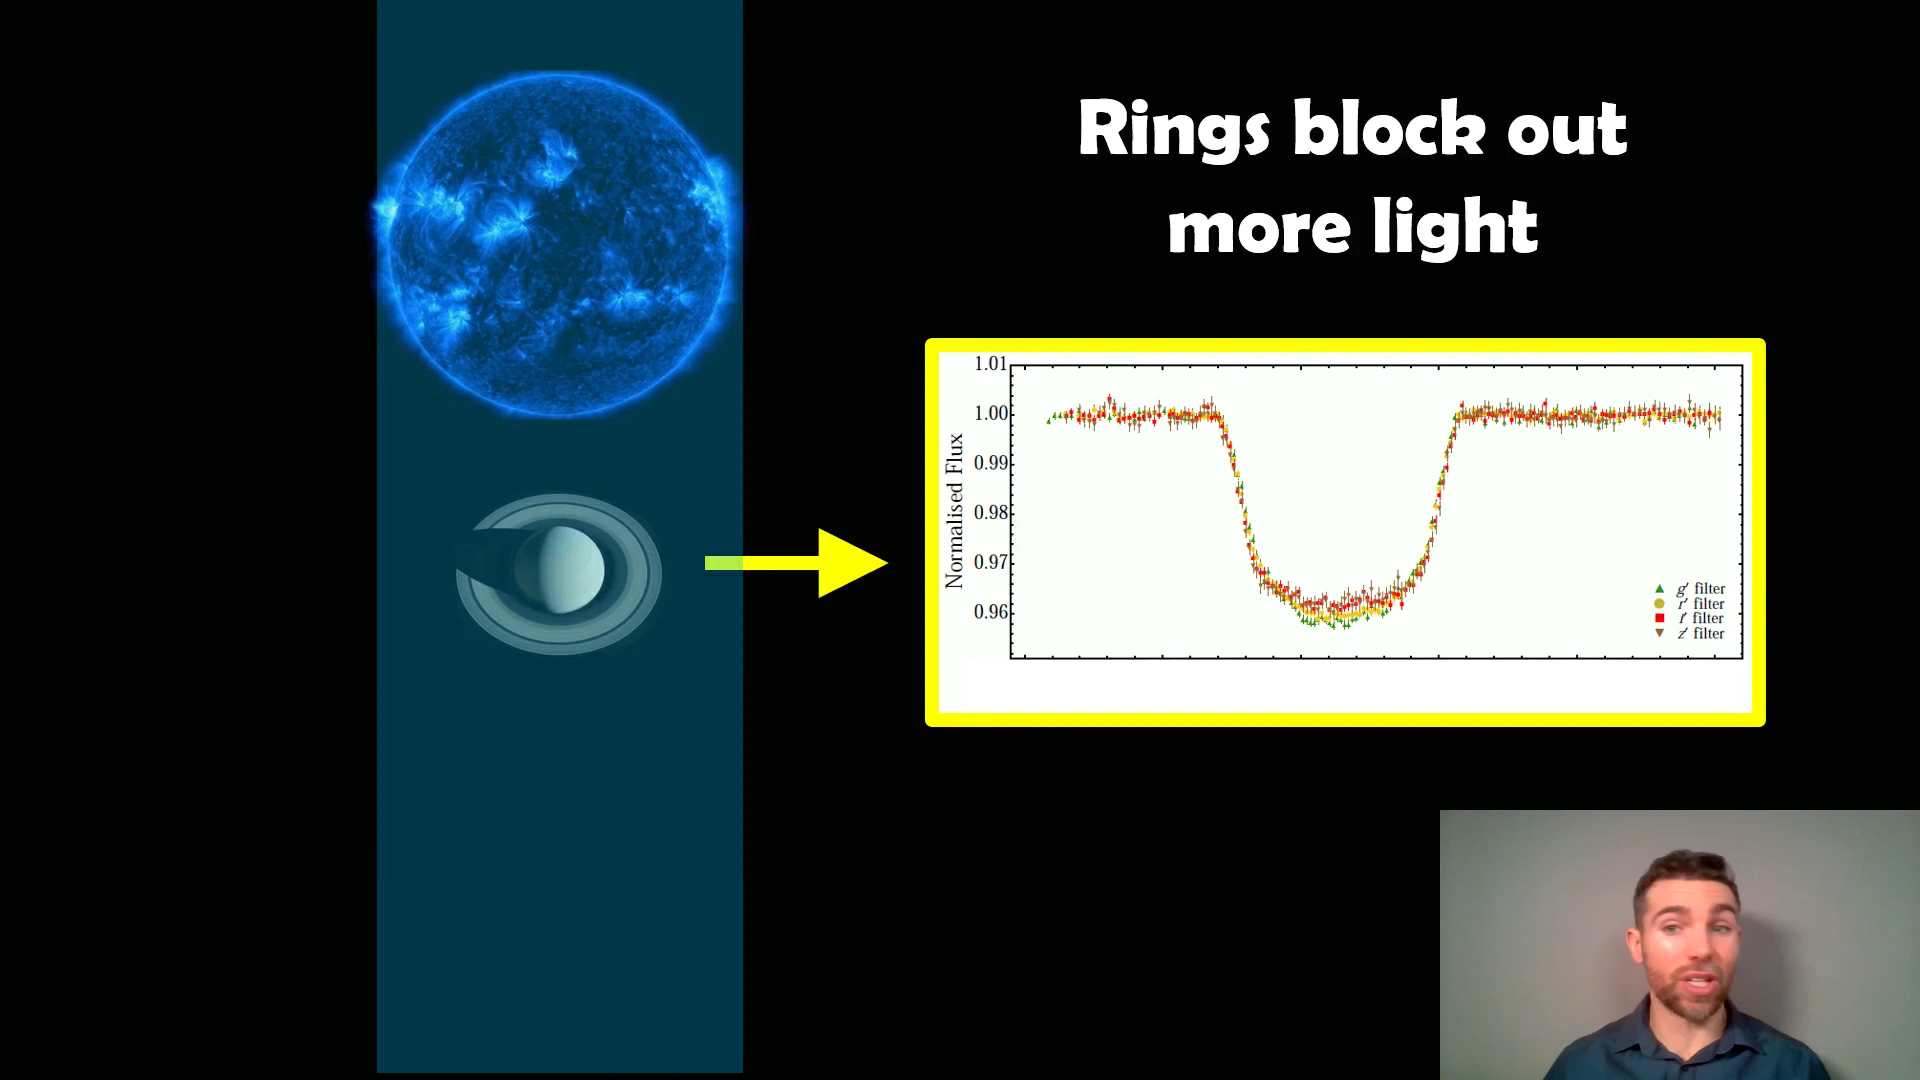 Rings block out
more light
1.01
1.00
0.99
0.98
0.97
0.96
Normalised Flux
g' filter
r' filter
i' filter
z' filter